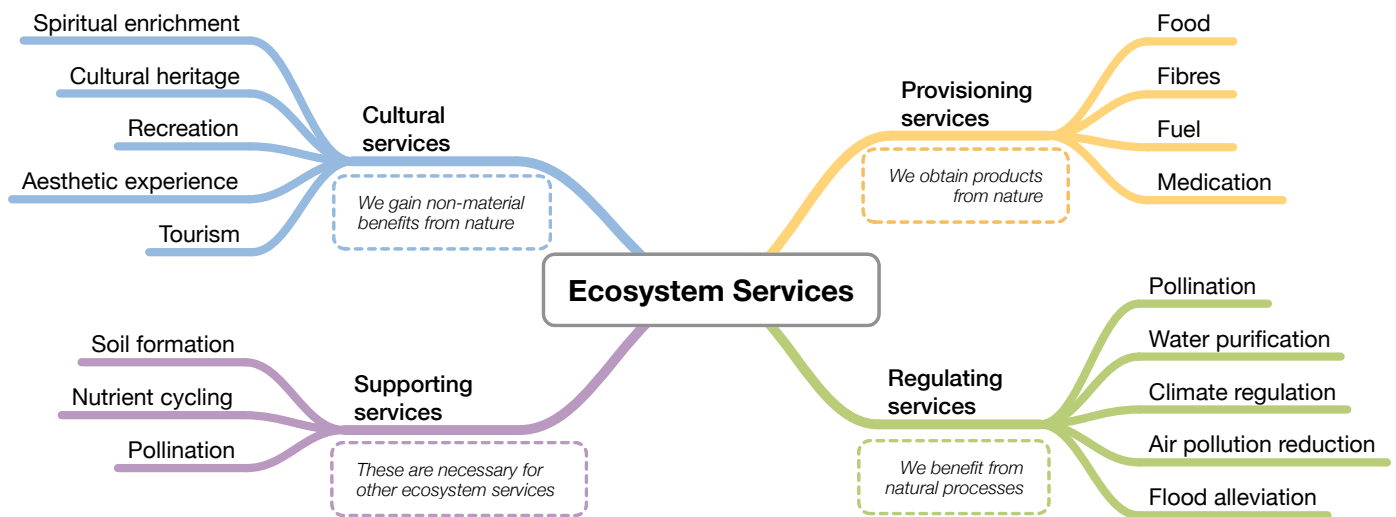 Spiritual enrichment
Cultural heritage
Recreation
Aesthetic experience
Tourism
Cultural
services
We gain non-material
benefits from nature
Provisioning
services
We obtain products
from nature
Food
Fibres
Fuel
Medication
Ecosystem Services
Soil formation
Nutrient cycling
Pollination
Supporting
services
These are necessary for
other ecosystem services
Regulating
services
We benefit from
natural processes
Pollination
Water purification
Climate regulation
Air pollution reduction
Flood alleviation